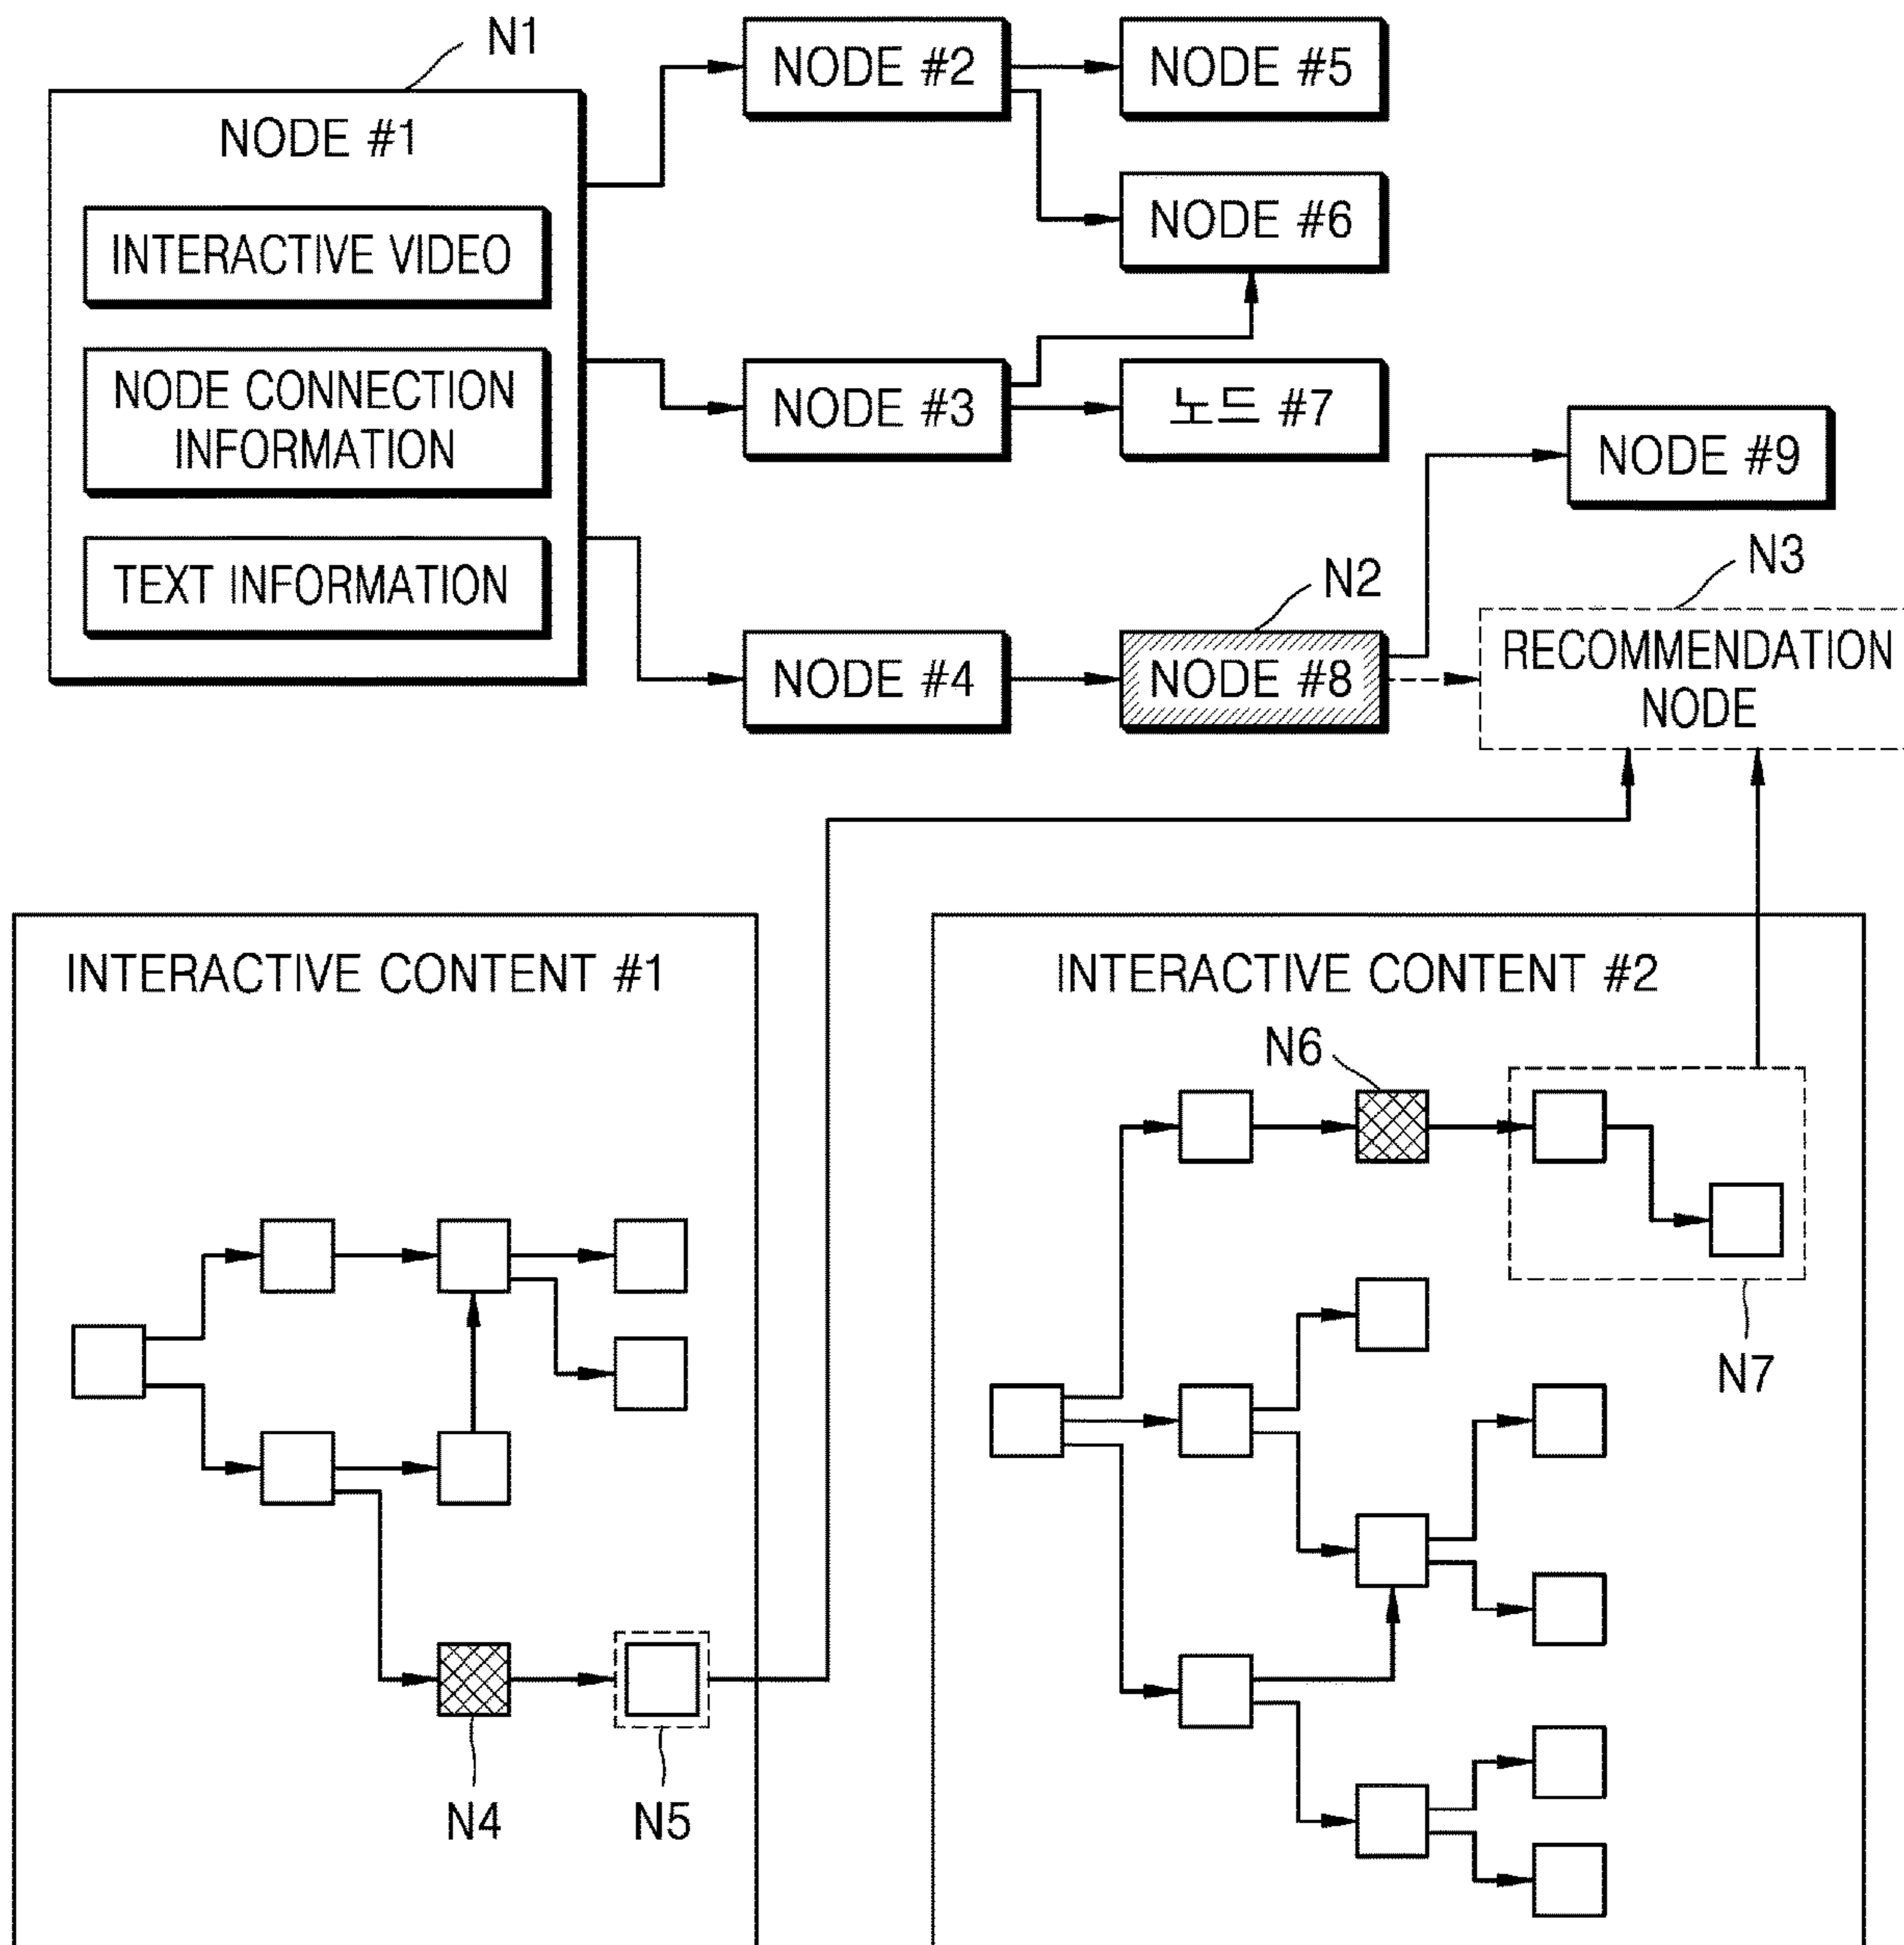 N1
NODE #1
INTERACTIVE VIDEO
NODE CONNECTION
INFORMATION
TEXT INFORMATION
NODE #2
NODE #5
NODE #6
NODE #3
노드 #7
NODE #9
NODE #4
N2
NODE #8
N3
RECOMMENDATION
NODE
INTERACTIVE CONTENT #1
N4
N5
INTERACTIVE CONTENT #2
N6
N7